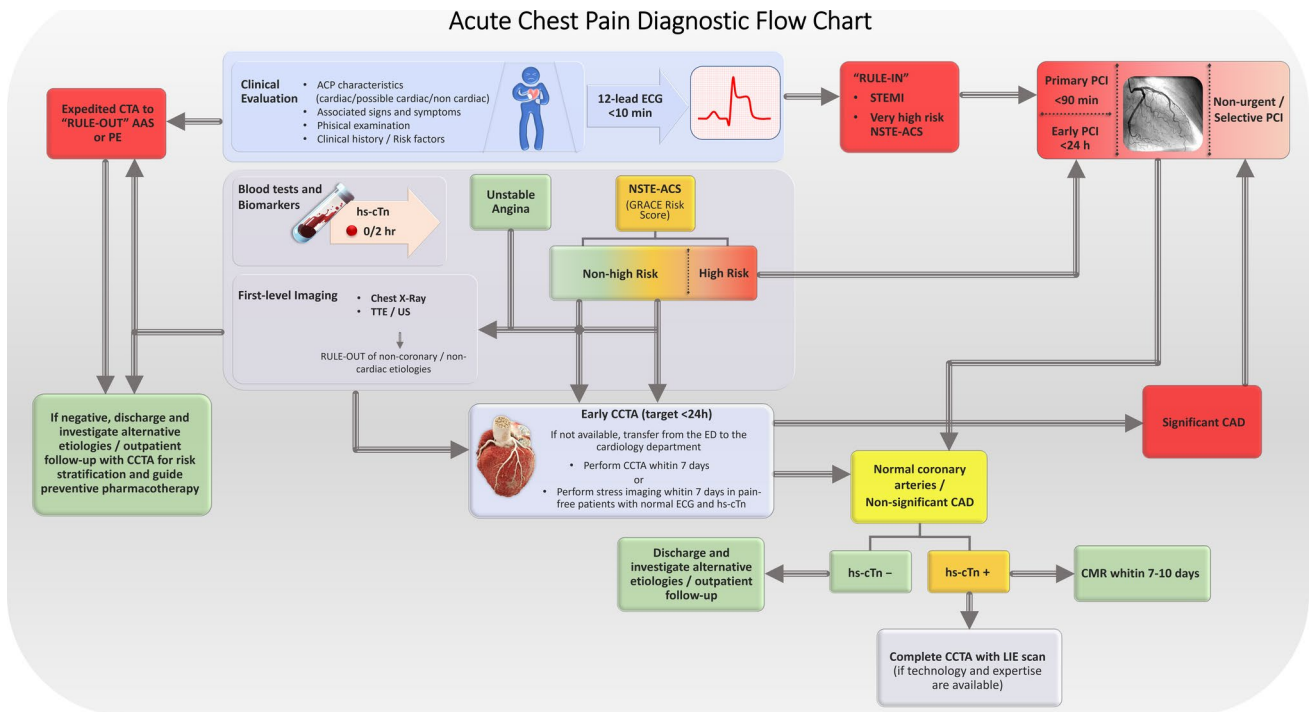 Acute Chest Pain Diagnostic Flow Chart
Expedited CTA to
“RULE-OUT” AAS
or PE
Clinical
Evaluation
• ACP characteristics
(cardiac/possible cardiac/non cardiac)
• Associated signs and symptoms
• Phisical examination
• Clinical history / Risk factors
12-lead ECG
<10 min
“RULE-IN”
• STEMI
• Very high risk
NSTE-ACS
Primary PCI
<90 min
Early PCI
<24 h
Non-urgent /
Selective PCI
Blood tests and
Biomarkers
hs-cTn
0/2 hr
Unstable
Angina
NSTE-ACS
(GRACE Risk
Score)
Non-high Risk
High Risk
First-level Imaging
• Chest X-Ray
• TTE / US
RULE-OUT of non-coronary / non-
cardiac etiologies
If negative, discharge and
investigate alternative
etiologies / outpatient
follow-up with CCTA for risk
stratification and guide
preventive pharmacotherapy
Early CCTA (target <24h)
If not available, transfer from the ED to the
cardiology department
• Perform CCTA whitin 7 days
or
• Perform stress imaging whitin 7 days in pain-
free patients with normal ECG and hs-cTn
Significant CAD
Normal coronary
arteries /
Non-significant CAD
Discharge and
investigate alternative
etiologies / outpatient
follow-up
hs-cTn –
hs-cTn +
CMR whitin 7-10 days
Complete CCTA with LIE scan
(if technology and expertise
are available)